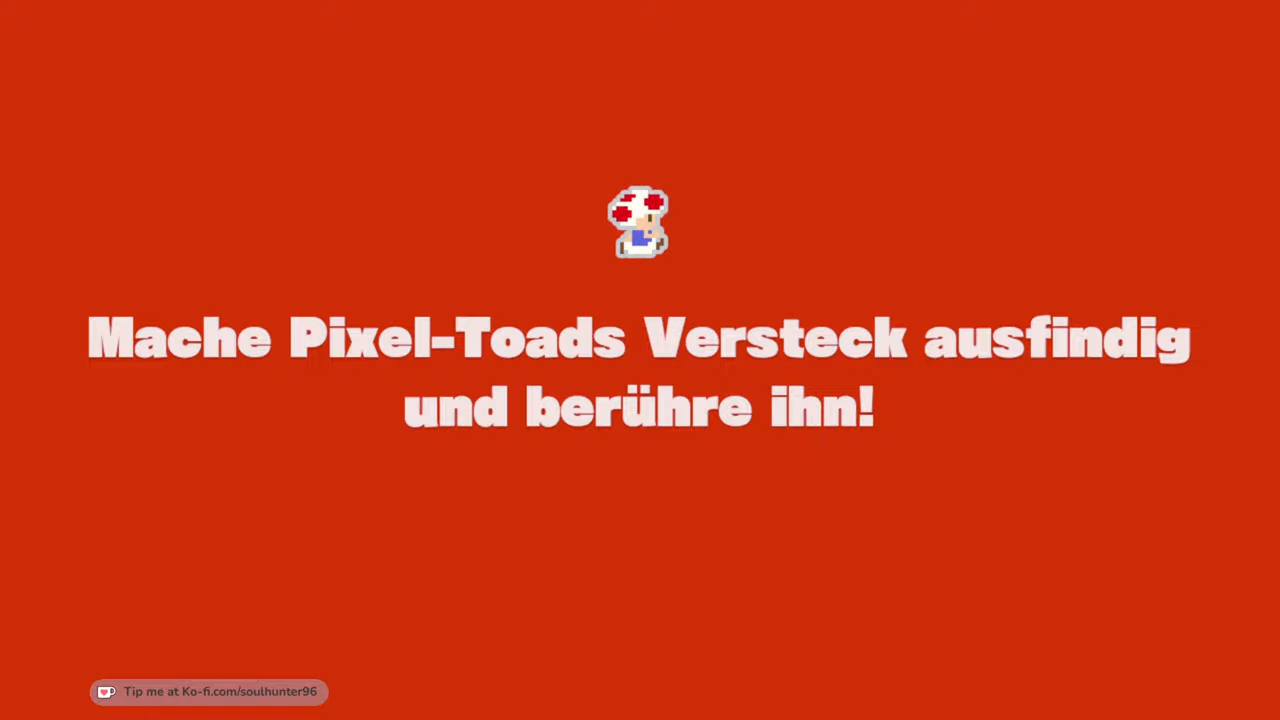 Mache Pixel-Toads Versteck ausfindig
und berühre ihn!
Tip me at Ko-fi.com/soulhunter96